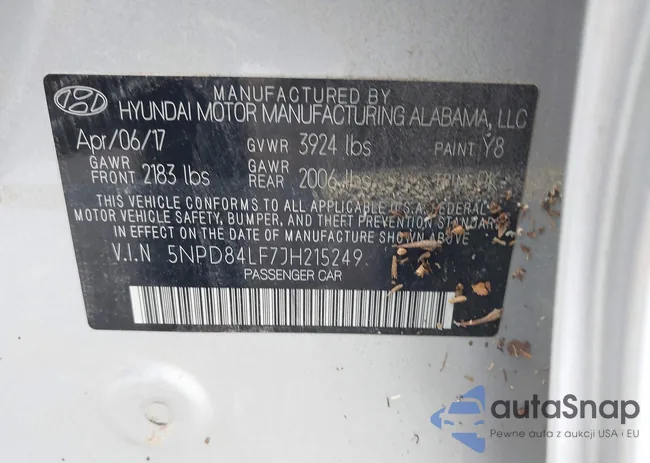 MANUFACTURED BY
HYUNDAI MOTOR MANUFACTURING ALABAMA, LLC
Apr/06/17 GVWR 3924 lbs PAINT Y8
GAWR FRONT 2183 lbs GAWR REAR 2006 lbs TRIM PK
THIS VEHICLE CONFORMS TO ALL APPLICABLE U.S.A. FEDERAL
MOTOR VEHICLE SAFETY, BUMPER, AND THEFT PREVENTION STANDARDS
IN EFFECT ON THE DATE OF MANUFACTURE SHOWN ABOVE.
V.I.N 5NPD84LF7JH215249
PASSENGER CAR
autaSnap
Pewne auta z aukcji USA i EU